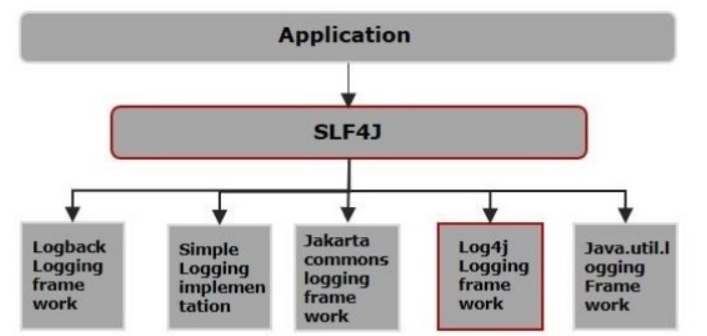 Application
SLF4J
Logback
Logging
frame
work
Simple
Logging
implemen
tation
Jakarta
commons
logging
frame
work
Log4j
Logging
frame
work
Java.util.l
ogging
Frame
work